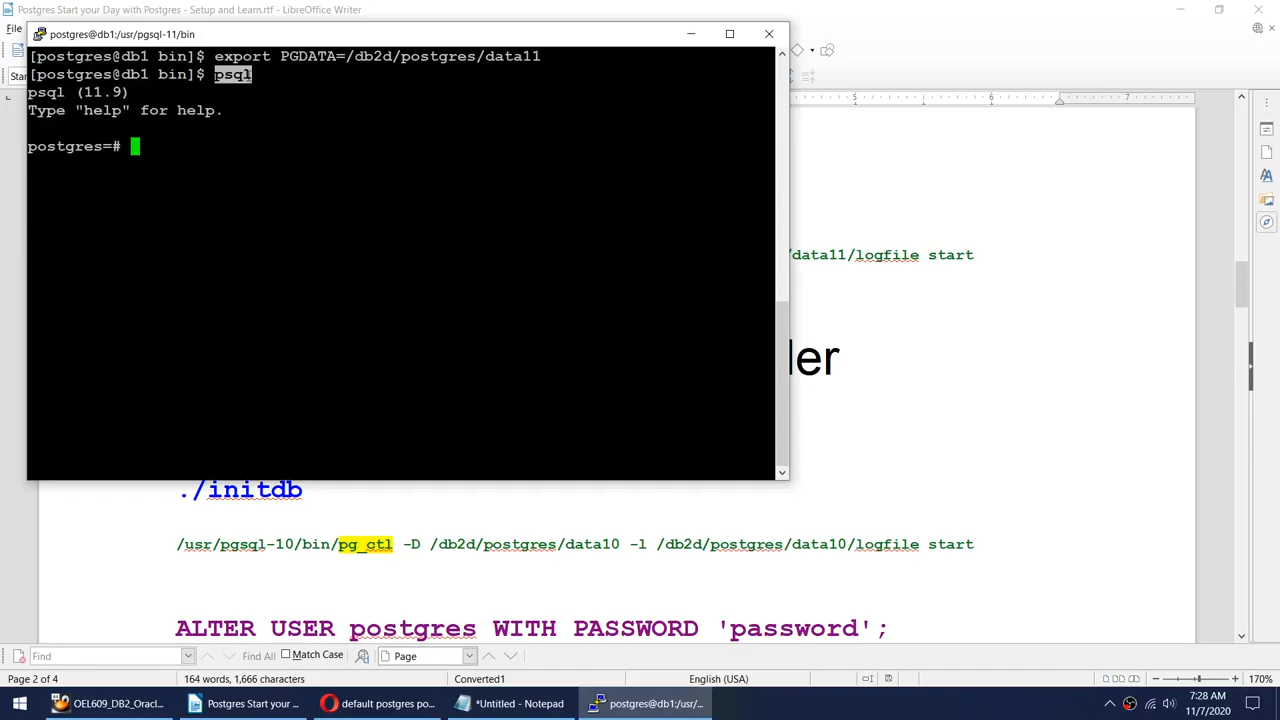 Postgres Start your Day with Postgres - Setup and Learn.rtf - LibreOffice Writer
File
postgres@db1:/usr/pgsql-11/bin
[postgres@db1 bin]$ export PGDATA=/db2d/postgres/data11
[postgres@db1 bin]$ psql
psql (11.9)
Type "help" for help.
postgres=#
5 6 7
/data11/logfile start
der
./initdb
/usr/pgsql-10/bin/pg_ctl -D /db2d/postgres/data10 -l /db2d/postgres/data10/logfile start
ALTER USER postgres WITH PASSWORD 'password';
Find Find All Match Case Page
Page 2 of 4 164 words, 1,666 characters Converted1 English (USA) 170%
OEL609_DB2_Oracl... Postgres Start your ... default postgres po... *Untitled - Notepad postgres@db1:/usr/... 7:28 AM
11/7/2020